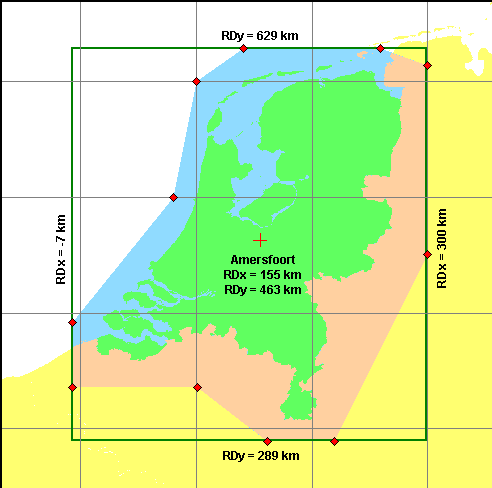 RDy = 629 km
RDx = -7 km
RDx = 300 km
Amersfoort
RDx = 155 km
RDy = 463 km
RDy = 289 km